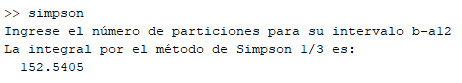 >> simpson
Ingrese el número de particiones para su intervalo b-a12
La integral por el método de Simpson 1/3 es:
152.5405